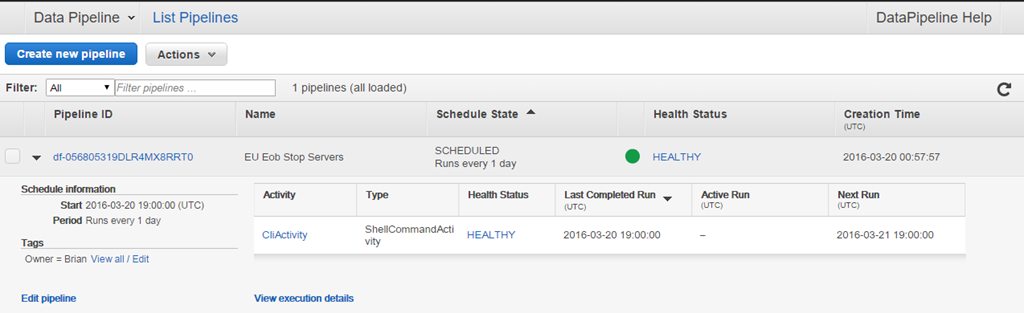 Data Pipeline List Pipelines DataPipeline Help
Create new pipeline Actions
Filter: All Filter pipelines ... 1 pipelines (all loaded)
Pipeline ID Name Schedule State Health Status Creation Time
(UTC)
df-056805319DLR4MX8RRT0 EU Eob Stop Servers SCHEDULED HEALTHY 2016-03-20 00:57:57
Runs every 1 day
Schedule information
Start 2016-03-20 19:00:00 (UTC)
Period Runs every 1 day
Tags
Owner = Brian View all / Edit
Edit pipeline
Activity Type Health Status Last Completed Run Active Run Next Run
(UTC) (UTC) (UTC)
CliActivity ShellCommandActi HEALTHY 2016-03-20 19:00:00 – 2016-03-21 19:00:00
vity
View execution details